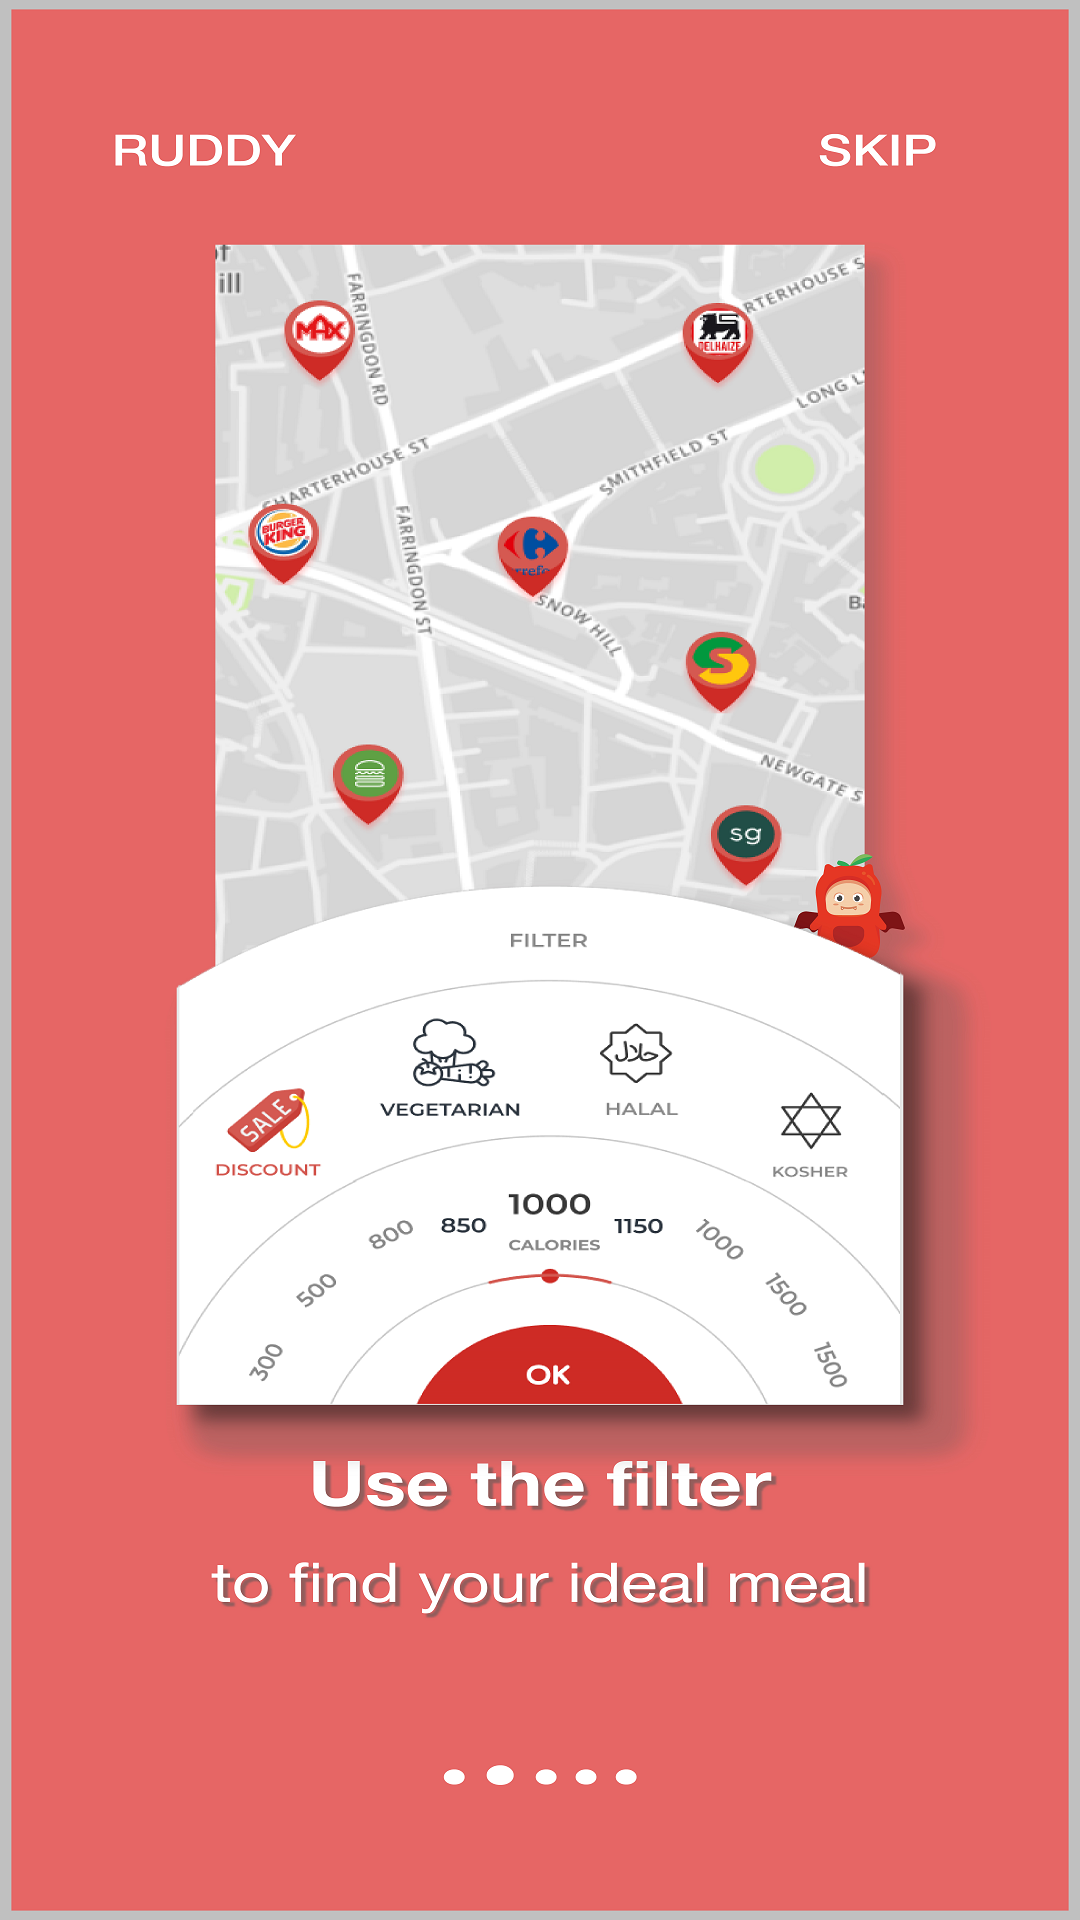 RUDDY
SKIP
ill
FARRINGDON RD
MAX
DELHAIZE
LONG
CHARTERHOUSE ST
SMITHFIELD ST
BURGER
KING
FARRINGDON ST
SNOW HILL
S
NEWGATE S
sg
FILTER
SALE
حلال
DISCOUNT
VEGETARIAN
HALAL
KOSHER
300
500
800
850
1000
1150
1000
1500
1500
CALORIES
OK
Use the filter
to find your ideal meal